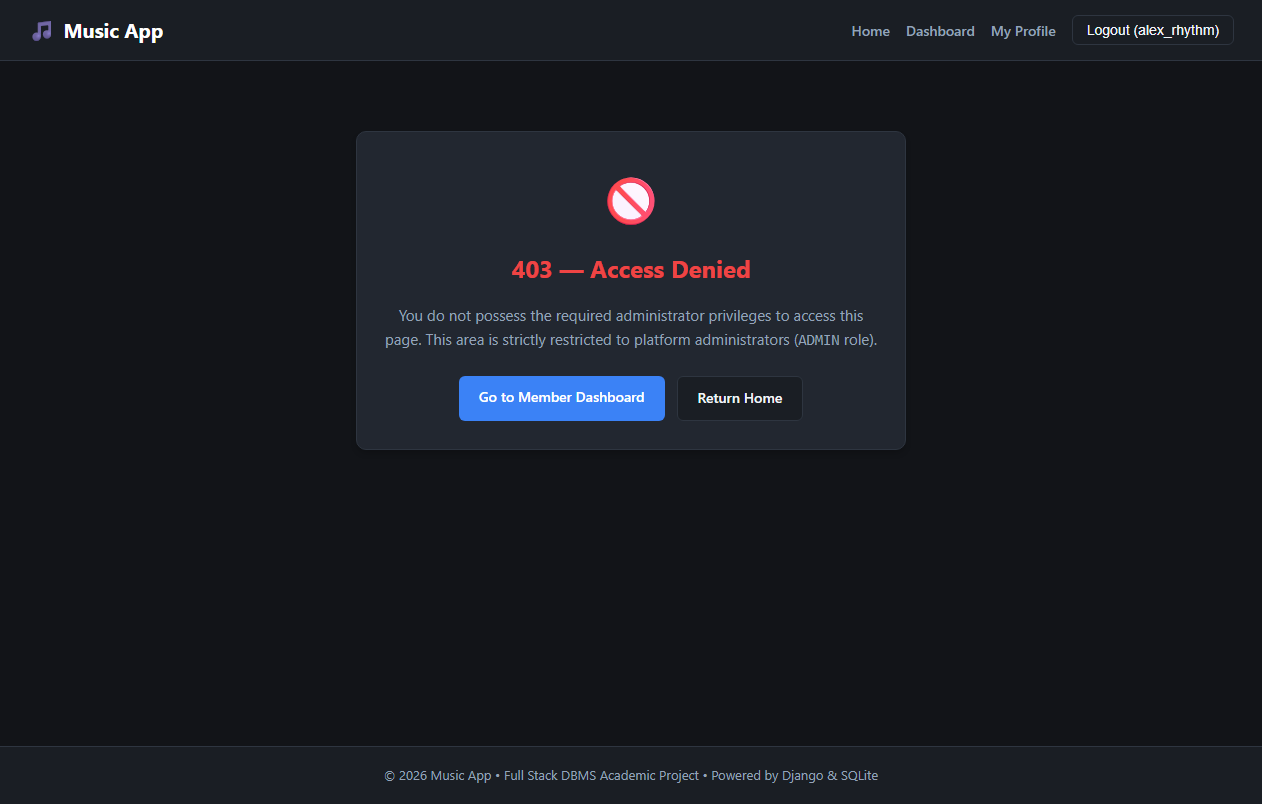 Music App
Home Dashboard My Profile Logout (alex_rhythm)
403 — Access Denied
You do not possess the required administrator privileges to access this
page. This area is strictly restricted to platform administrators (ADMIN role).
Go to Member Dashboard Return Home
© 2026 Music App • Full Stack DBMS Academic Project • Powered by Django & SQLite